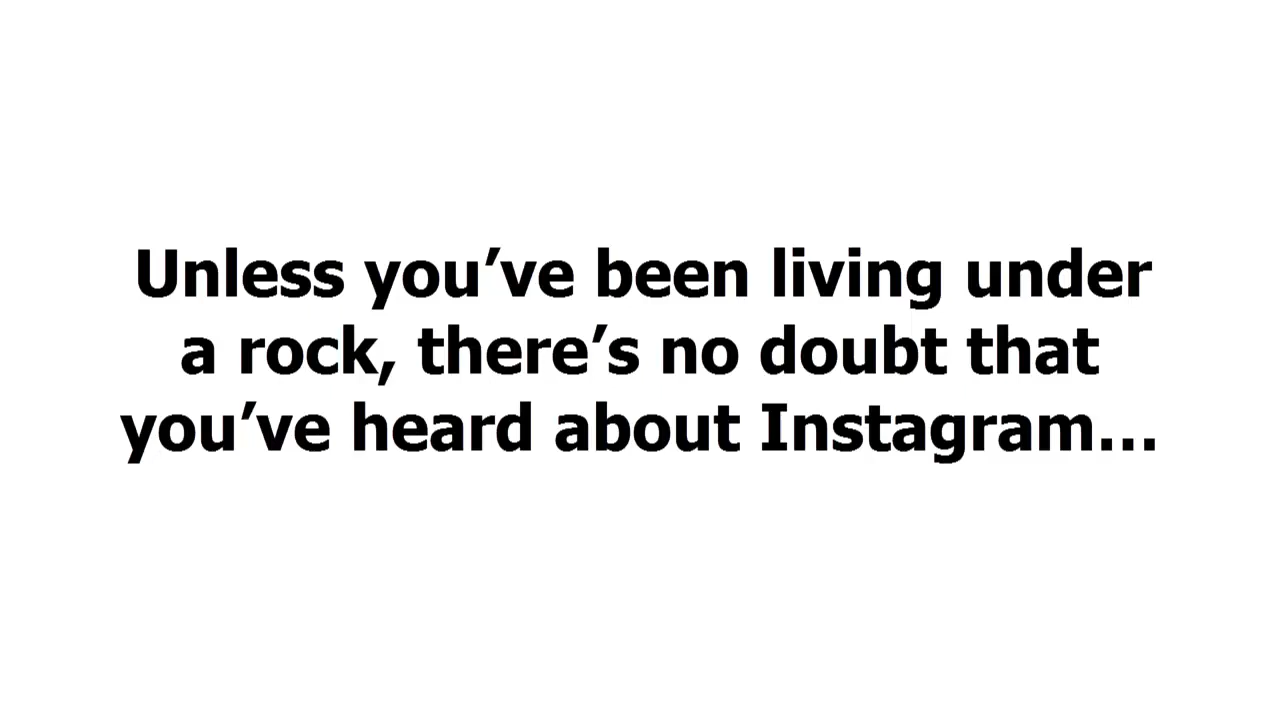 Unless you’ve been living under
a rock, there’s no doubt that
you’ve heard about Instagram...